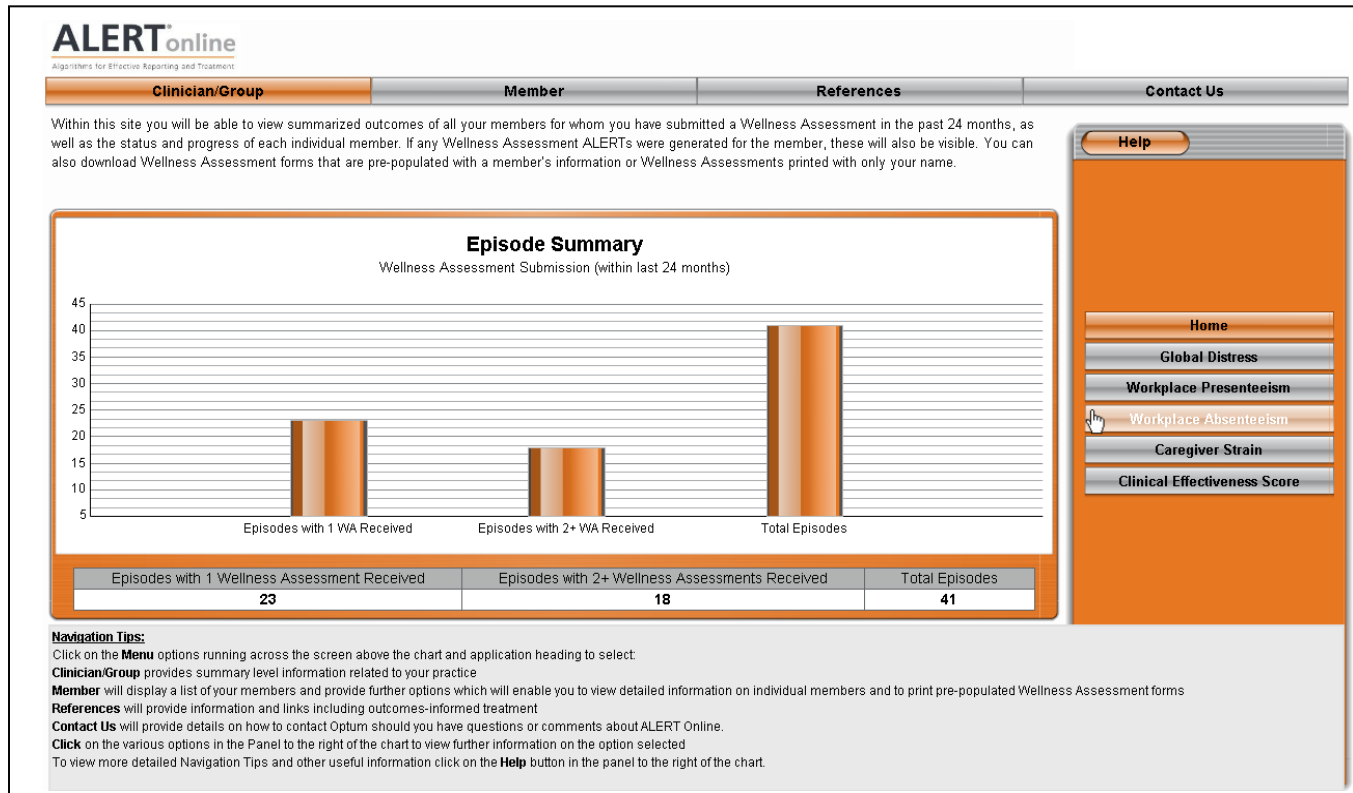 ALERT online
Algorithms for Effective Reporting and Treatment
Clinician/Group Member References Contact Us
Within this site you will be able to view summarized outcomes of all your members for whom you have submitted a Wellness Assessment in the past 24 months, as
well as the status and progress of each individual member. If any Wellness Assessment ALERTs were generated for the member, these will also be visible. You can
also download Wellness Assessment forms that are pre-populated with a member's information or Wellness Assessments printed with only your name.
Help
Episode Summary
Wellness Assessment Submission (within last 24 months)
45
40
35
30
25
20
15
10
5
Episodes with 1 WA Received Episodes with 2+ WA Received Total Episodes
Episodes with 1 Wellness Assessment Received Episodes with 2+ Wellness Assessments Received Total Episodes
23 18 41
Home
Global Distress
Workplace Presenteeism
Workplace Absenteeism
Caregiver Strain
Clinical Effectiveness Score
Navigation Tips:
Click on the Menu options running across the screen above the chart and application heading to select:
Clinician/Group provides summary level information related to your practice
Member will display a list of your members and provide further options which will enable you to view detailed information on individual members and to print pre-populated Wellness Assessment forms
References will provide information and links including outcomes-informed treatment
Contact Us will provide details on how to contact Optum should you have questions or comments about ALERT Online.
Click on the various options in the Panel to the right of the chart to view further information on the option selected
To view more detailed Navigation Tips and other useful information click on the Help button in the panel to the right of the chart.